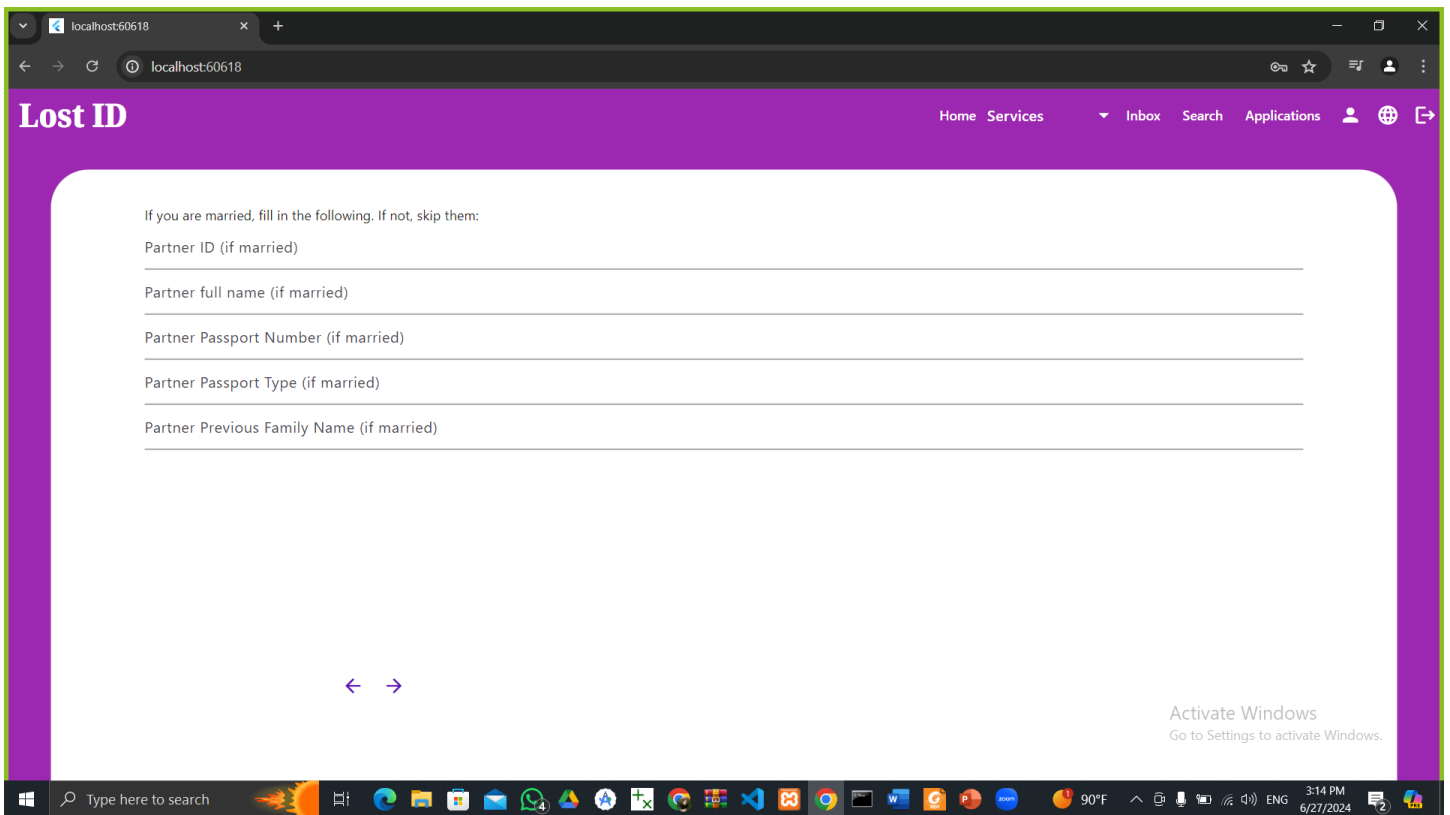 localhost:60618
localhost:60618
Lost ID
Home Services Inbox Search Applications
If you are married, fill in the following. If not, skip them:
Partner ID (if married)
Partner full name (if married)
Partner Passport Number (if married)
Partner Passport Type (if married)
Partner Previous Family Name (if married)
Activate Windows
Go to Settings to activate Windows.
Type here to search
4
1
90°F
ENG
3:14 PM
6/27/2024
2